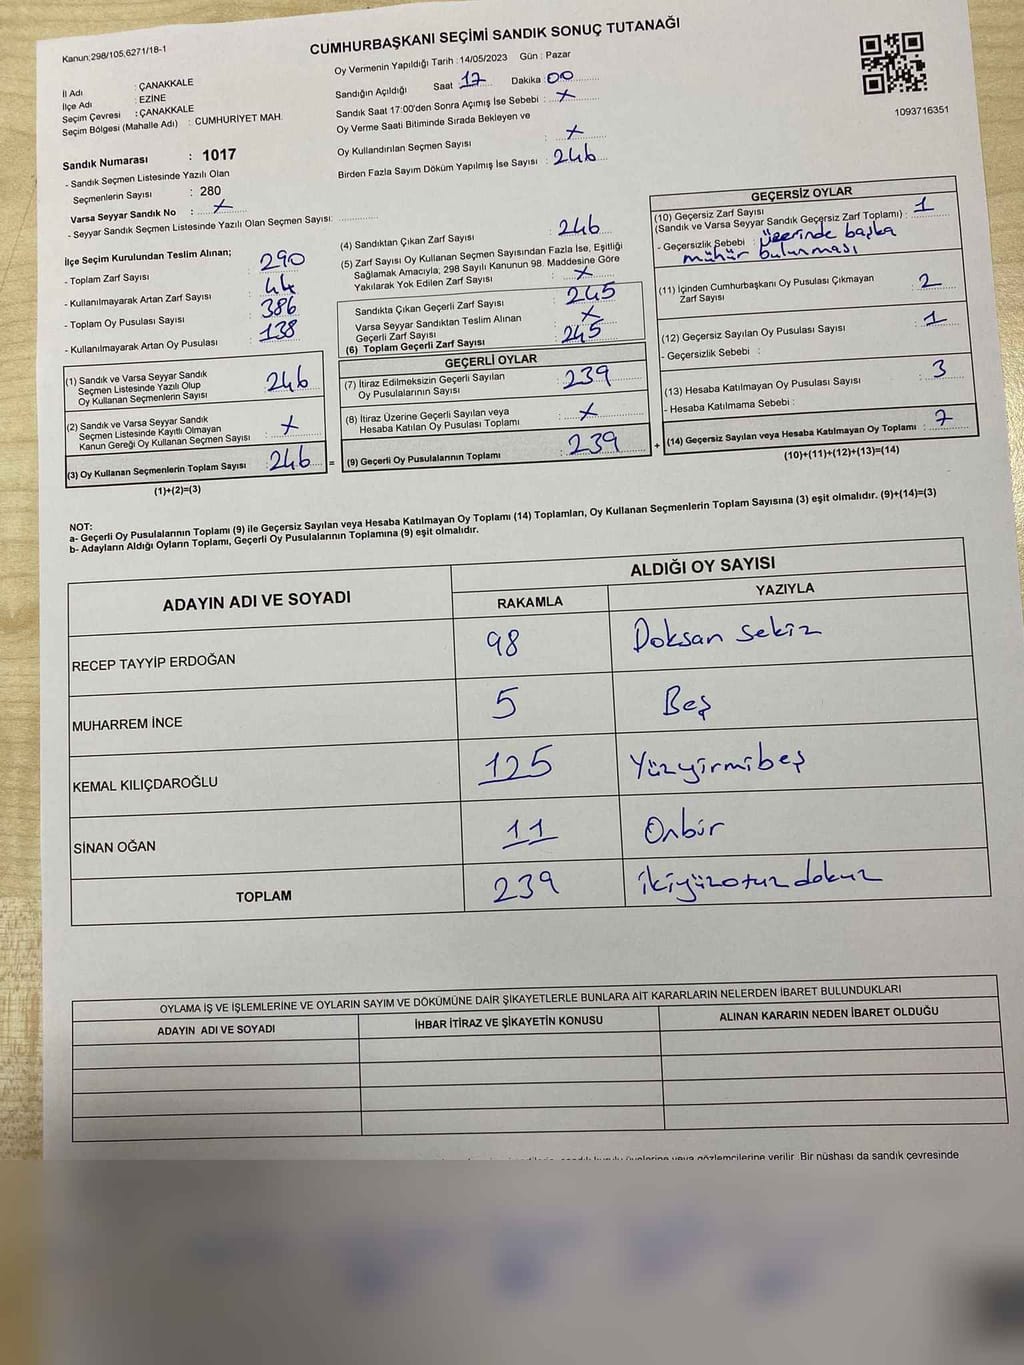 Kanun;298/105,6271/18-1
CUMHURBAŞKANI SEÇİMİ SANDIK SONUÇ TUTANAĞI
İl Adı : ÇANAKKALE
İlçe Adı : EZİNE
Seçim Çevresi : ÇANAKKALE
Seçim Bölgesi (Mahalle Adı) : CUMHURİYET MAH.
Sandık Numarası : 1017
- Sandık Seçmen Listesinde Yazılı Olan
Seçmenlerin Sayısı : 280
Varsa Seyyar Sandık No : X
- Seyyar Sandık Seçmen Listesinde Yazılı Olan Seçmen Sayısı:
Oy Vermenin Yapıldığı Tarih : 14/05/2023 Gün : Pazar
Sandığın Açıldığı Saat 17 Dakika : 00
Sandık Saat 17:00'den Sonra Açımış İse Sebebi : X
Oy Verme Saati Bitiminde Sırada Bekleyen ve
Oy Kullandırılan Seçmen Sayısı : X
Birden Fazla Sayım Döküm Yapılmış İse Sayısı : 246
1093716351
İlçe Seçim Kurulundan Teslim Alınan;
- Toplam Zarf Sayısı : 290
- Kullanılmayarak Artan Zarf Sayısı : 44
- Toplam Oy Pusulası Sayısı : 386
- Kullanılmayarak Artan Oy Pusulası : 138
(1) Sandık ve Varsa Seyyar Sandık
Seçmen Listesinde Yazılı Olup
Oy Kullanan Seçmenlerin Sayısı : 246
(2) Sandık ve Varsa Seyyar Sandık
Seçmen Listesinde Kayıtlı Olmayan
Kanun Gereği Oy Kullanan Seçmen Sayısı : X
(3) Oy Kullanan Seçmenlerin Toplam Sayısı : 246 =
(1)+(2)=(3)
(4) Sandıktan Çıkan Zarf Sayısı : 246
(5) Zarf Sayısı Oy Kullanan Seçmen Sayısından Fazla İse, Eşitliği
Sağlamak Amacıyla; 298 Sayılı Kanunun 98. Maddesine Göre
Yakılarak Yok Edilen Zarf Sayısı : X
Sandıkta Çıkan Geçerli Zarf Sayısı : 245
Varsa Seyyar Sandıktan Teslim Alınan
Geçerli Zarf Sayısı : X
(6) Toplam Geçerli Zarf Sayısı : 245
GEÇERLİ OYLAR
(7) İtiraz Edilmeksizin Geçerli Sayılan
Oy Pusulalarının Sayısı : 239
(8) İtiraz Üzerine Geçerli Sayılan veya
Hesaba Katılan Oy Pusulası Toplamı : X
(9) Geçerli Oy Pusulalarının Toplamı : 239 +
GEÇERSİZ OYLAR
(10) Geçersiz Zarf Sayısı
(Sandık ve Varsa Seyyar Sandık Geçersiz Zarf Toplamı) : 1
- Geçersizlik Sebebi : üzerinde başka
mühür bulunması
(11) İçinden Cumhurbaşkanı Oy Pusulası Çıkmayan
Zarf Sayısı : 2
(12) Geçersiz Sayılan Oy Pusulası Sayısı : 1
- Geçersizlik Sebebi :
(13) Hesaba Katılmayan Oy Pusulası Sayısı : 3
- Hesaba Katılmama Sebebi :
(14) Geçersiz Sayılan veya Hesaba Katılmayan Oy Toplamı : 7
(10)+(11)+(12)+(13)=(14)
NOT:
a- Geçerli Oy Pusulalarının Toplamı (9) ile Geçersiz Sayılan veya Hesaba Katılmayan Oy Toplamı (14) Toplamları, Oy Kullanan Seçmenlerin Toplam Sayısına (3) eşit olmalıdır. (9)+(14)=(3)
b- Adayların Aldığı Oyların Toplamı, Geçerli Oy Pusulalarının Toplamına (9) eşit olmalıdır.
ADAYIN ADI VE SOYADI ALDIĞI OY SAYISI
RAKAMLA YAZIYLA
RECEP TAYYİP ERDOĞAN 98 Doksan sekiz
MUHARREM İNCE 5 Beş
KEMAL KILIÇDAROĞLU 125 Yüzyirmibeş
SİNAN OĞAN 11 Onbir
TOPLAM 239 ikiyüzotuzdokuz
OYLAMA İŞ VE İŞLEMLERİNE VE OYLARIN SAYIM VE DÖKÜMÜNE DAİR ŞİKAYETLERLE BUNLARA AİT KARARLARIN NELERDEN İBARET BULUNDUKLARI
ADAYIN ADI VE SOYADI İHBAR İTİRAZ VE ŞİKAYETİN KONUSU ALINAN KARARIN NEDEN İBARET OLDUĞU
sandık kurulu üyelerine veya gözlemcilerine verilir. Bir nüshası da sandık çevresinde